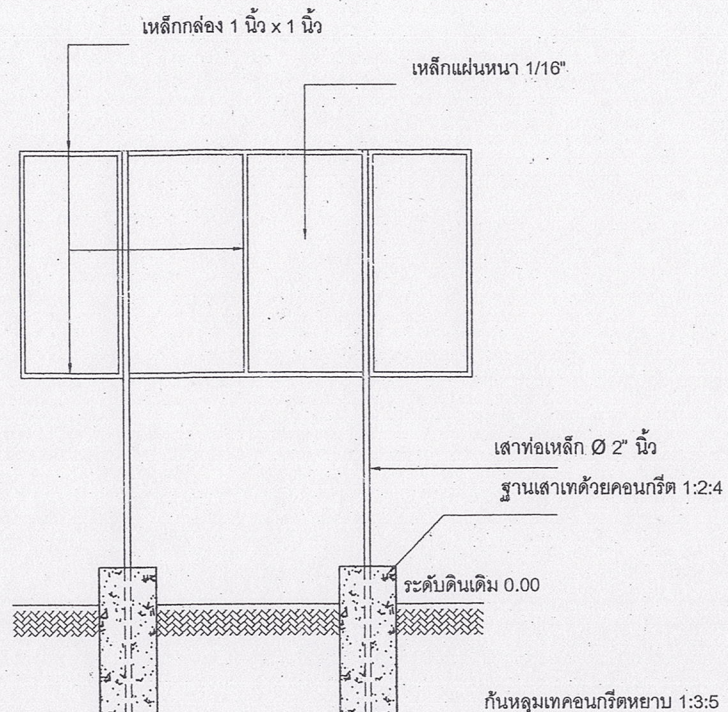 เหล็กกล่อง 1 นิ้ว x 1 นิ้ว
เหล็กแผ่นหนา 1/16"
เสาท่อเหล็ก Ø 2" นิ้ว
ฐานเสาเทด้วยคอนกรีต 1:2:4
ระดับดินเดิม 0.00
ก้นหลุมเทคอนกรีตหยาบ 1:3:5